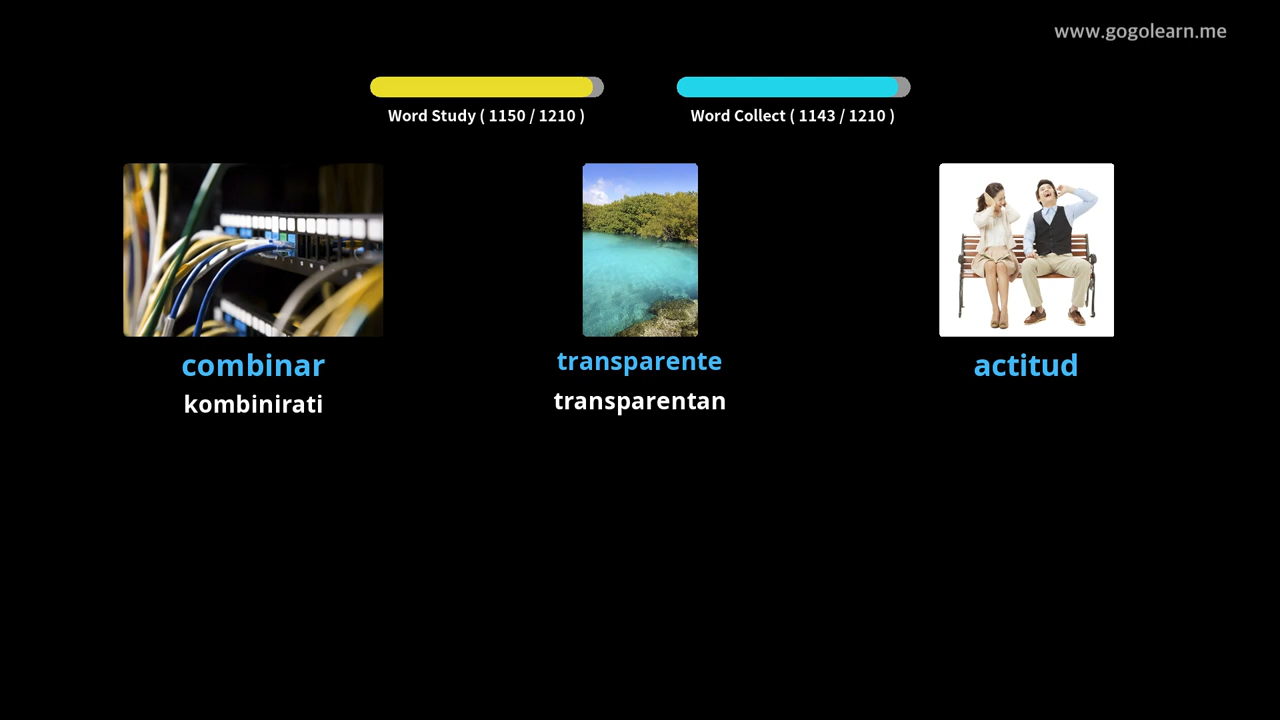 www.gogolearn.me
Word Study ( 1150 / 1210 )
Word Collect ( 1143 / 1210 )
combinar
kombinirati
transparente
transparentan
actitud